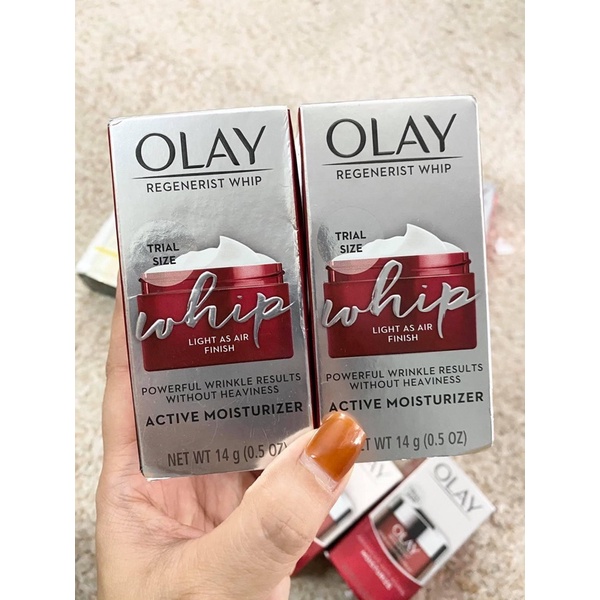 OLAY
REGENERIST WHIP
TRIAL
SIZE
whip
LIGHT AS AIR
FINISH
POWERFUL WRINKLE RESULTS
WITHOUT HEAVINESS
ACTIVE MOISTURIZER
NET WT 14 g (0.5 OZ)
OLAY
REGENERIST WHIP
TRIAL
SIZE
whip
LIGHT AS AIR
FINISH
POWERFUL WRINKLE RESULTS
WITHOUT HEAVINESS
ACTIVE MOISTURIZER
14 g (0.5 OZ)
OLAY
OLAY